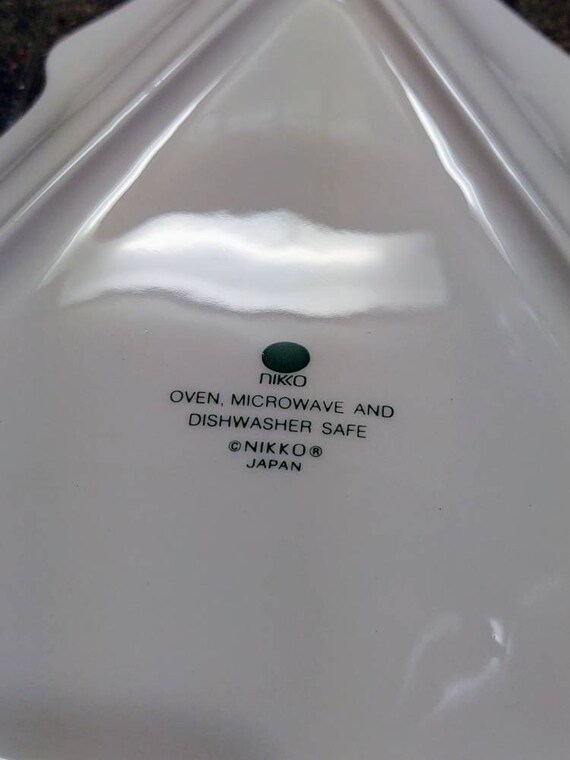 nikko
OVEN, MICROWAVE AND
DISHWASHER SAFE
©NIKKO®
JAPAN